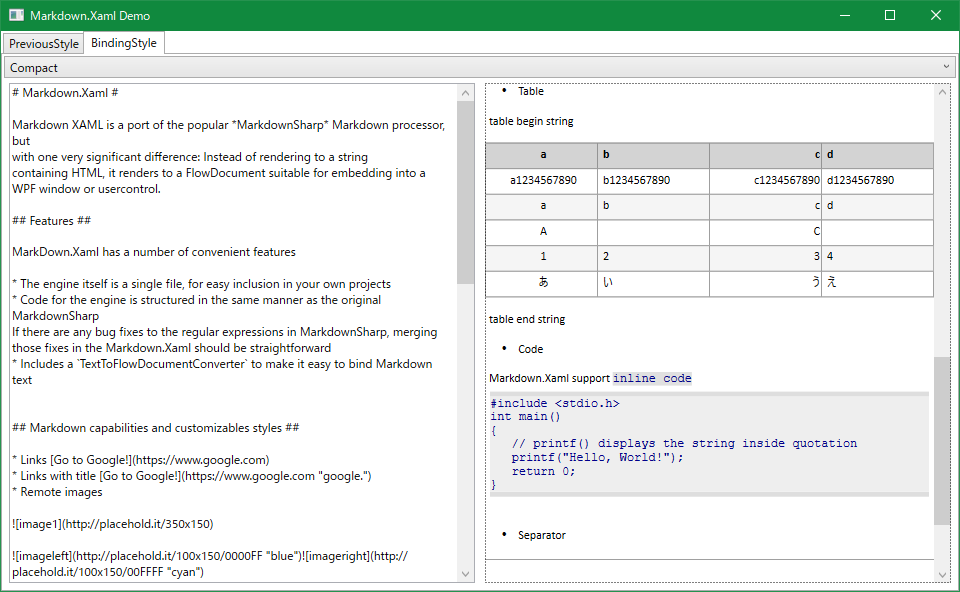 Markdown.Xaml Demo
PreviousStyle BindingStyle
Compact
# Markdown.Xaml #
Markdown XAML is a port of the popular *MarkdownSharp* Markdown processor,
but
with one very significant difference: Instead of rendering to a string
containing HTML, it renders to a FlowDocument suitable for embedding into a
WPF window or usercontrol.
## Features ##
MarkDown.Xaml has a number of convenient features
* The engine itself is a single file, for easy inclusion in your own projects
* Code for the engine is structured in the same manner as the original
MarkdownSharp
If there are any bug fixes to the regular expressions in MarkdownSharp, merging
those fixes in the Markdown.Xaml should be straightforward
* Includes a `TextToFlowDocumentConverter` to make it easy to bind Markdown
text
## Markdown capabilities and customizables styles ##
* Links [Go to Google!](https://www.google.com)
* Links with title [Go to Google!](https://www.google.com "google.")
* Remote images
![image1](http://placehold.it/350x150)
![imageleft](http://placehold.it/100x150/0000FF "blue")![imageright](http://
placehold.it/100x150/00FFFF "cyan")
• Table
table begin string
a b c d
a1234567890 b1234567890 c1234567890 d1234567890
a b c d
A C
1 2 3 4
あ い う え
table end string
• Code
Markdown.Xaml support inline code
#include <stdio.h>
int main()
{
// printf() displays the string inside quotation
printf("Hello, World!");
return 0;
}
• Separator